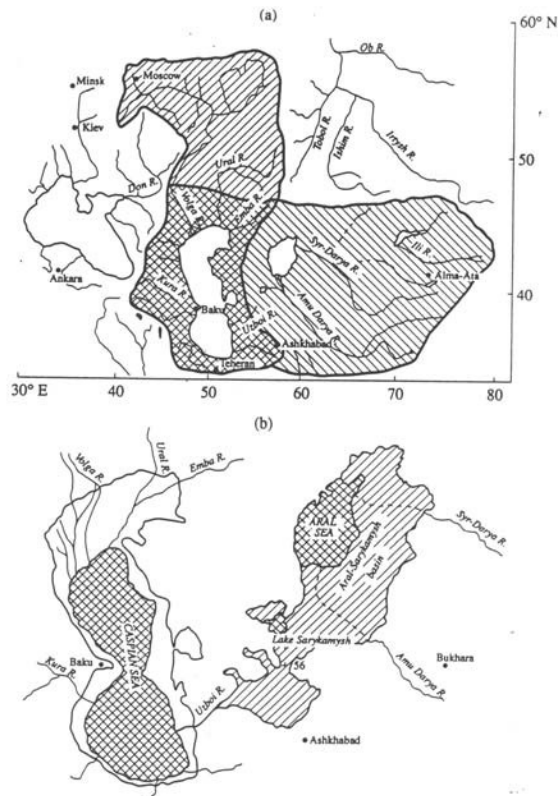 (a)
60° N
Ob R.
Minsk
Moscow
Kiev
Tobol R.
Ishim R.
Irtysh R.
50
Ural R.
Don R.
Volga R.
Emba R.
Syr-Darya R.
Ili R.
Alma-Ata
Ankara
Kura R.
Baku
Amu Darya R.
40
Uzboi R.
Ashkhabad
Teheran
30° E
40
50
60
70
80
(b)
Volga R.
Ural R.
Emba R.
ARAL
SEA
Syr-Darya R.
Aral-Sarykamysh
basin
CASPIAN SEA
Lake Sarykamysh
Baku
56
Bukhara
Kura R.
Amu Darya R.
Uzboi R.
Ashkhabad